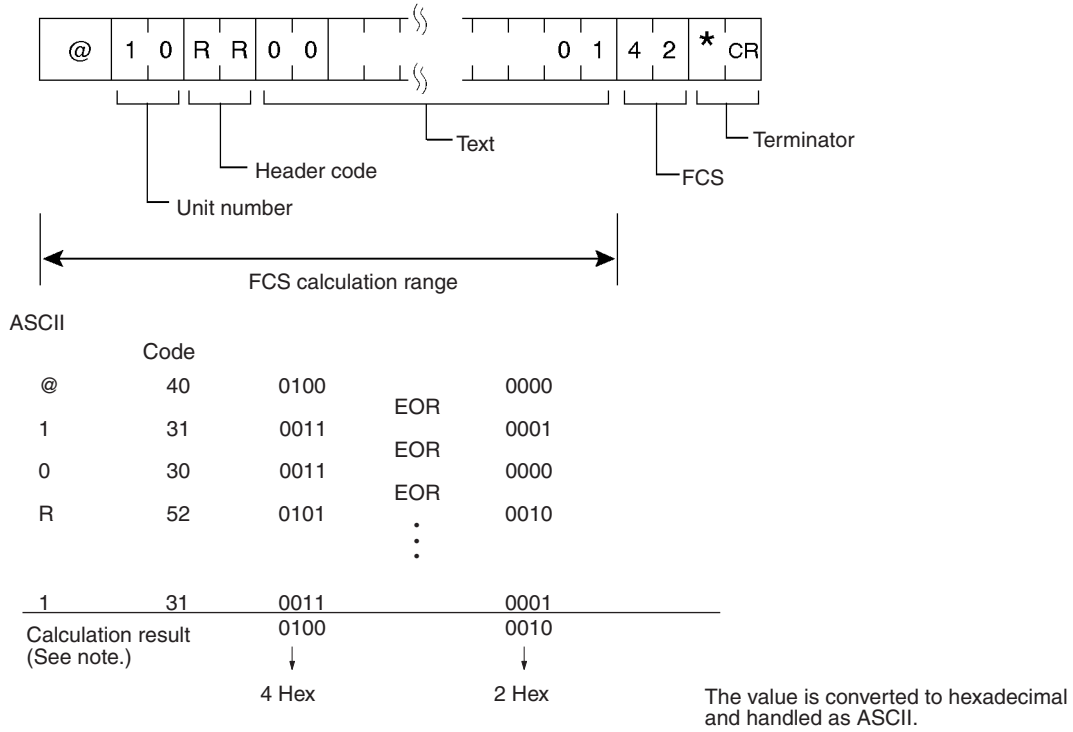 @ 1 0 R R 0 0 0 1 4 2 * CR
Text
Terminator
Header code
FCS
Unit number
FCS calculation range
ASCII
Code
@ 40 0100 0000
EOR
1 31 0011 0001
EOR
0 30 0011 0000
EOR
R 52 0101 0010
1 31 0011 0001
Calculation result 0100 0010
(See note.)
4 Hex 2 Hex
The value is converted to hexadecimal
and handled as ASCII.